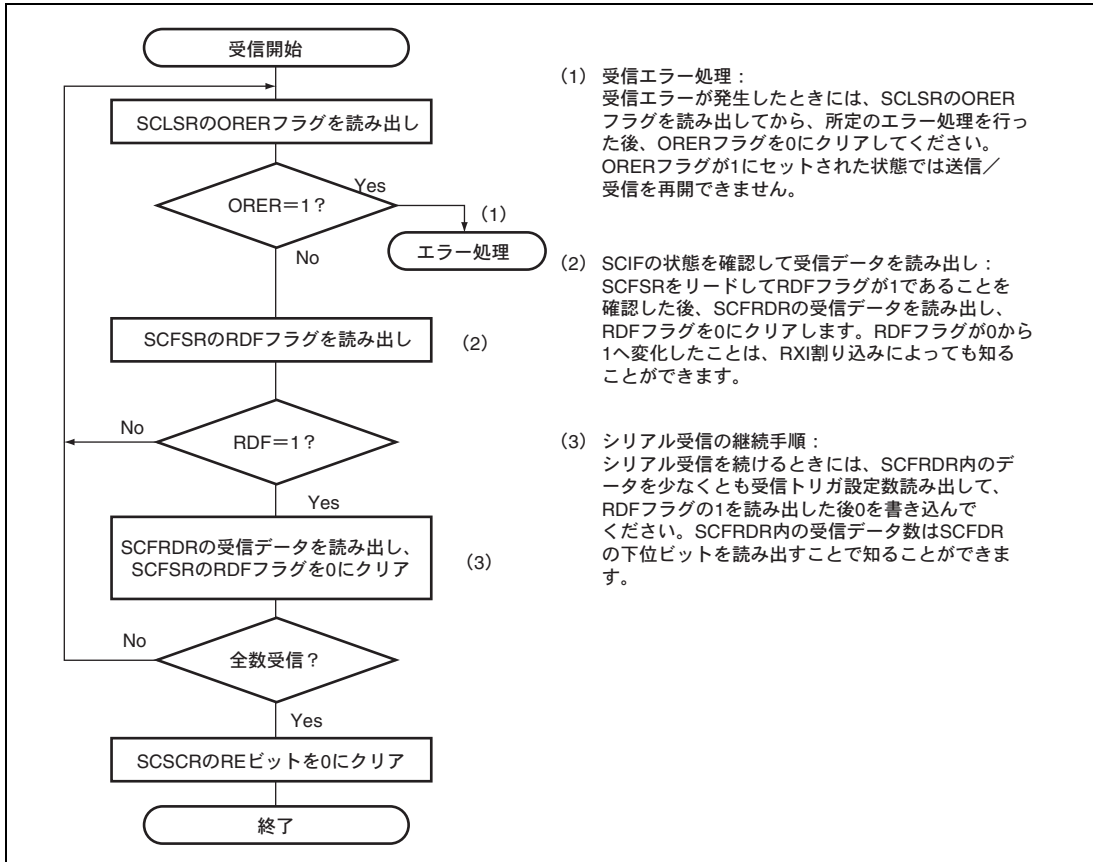 受信開始
SCLSRのORERフラグを読み出し
ORER＝1？
Yes
(1)
エラー処理
No
SCFSRのRDFフラグを読み出し
(2)
No
RDF＝1？
Yes
SCFRDRの受信データを読み出し、
SCFSRのRDFフラグを0にクリア
(3)
No
全数受信？
Yes
SCSCRのREビットを0にクリア
終了
(1) 受信エラー処理：
受信エラーが発生したときには、SCLSRのORER
フラグを読み出してから、所定のエラー処理を行っ
た後、ORERフラグを0にクリアしてください。
ORERフラグが1にセットされた状態では送信／
受信を再開できません。
(2) SCIFの状態を確認して受信データを読み出し：
SCFSRをリードしてRDFフラグが1であることを
確認した後、SCFRDRの受信データを読み出し、
RDFフラグを0にクリアします。RDFフラグが0から
1へ変化したことは、RXI割り込みによっても知る
ことができます。
(3) シリアル受信の継続手順：
シリアル受信を続けるときには、SCFRDR内のデ
ータを少なくとも受信トリガ設定数読み出して、
RDFフラグの1を読み出した後0を書き込んで
ください。SCFRDR内の受信データ数はSCFDR
の下位ビットを読み出すことで知ることができま
す。